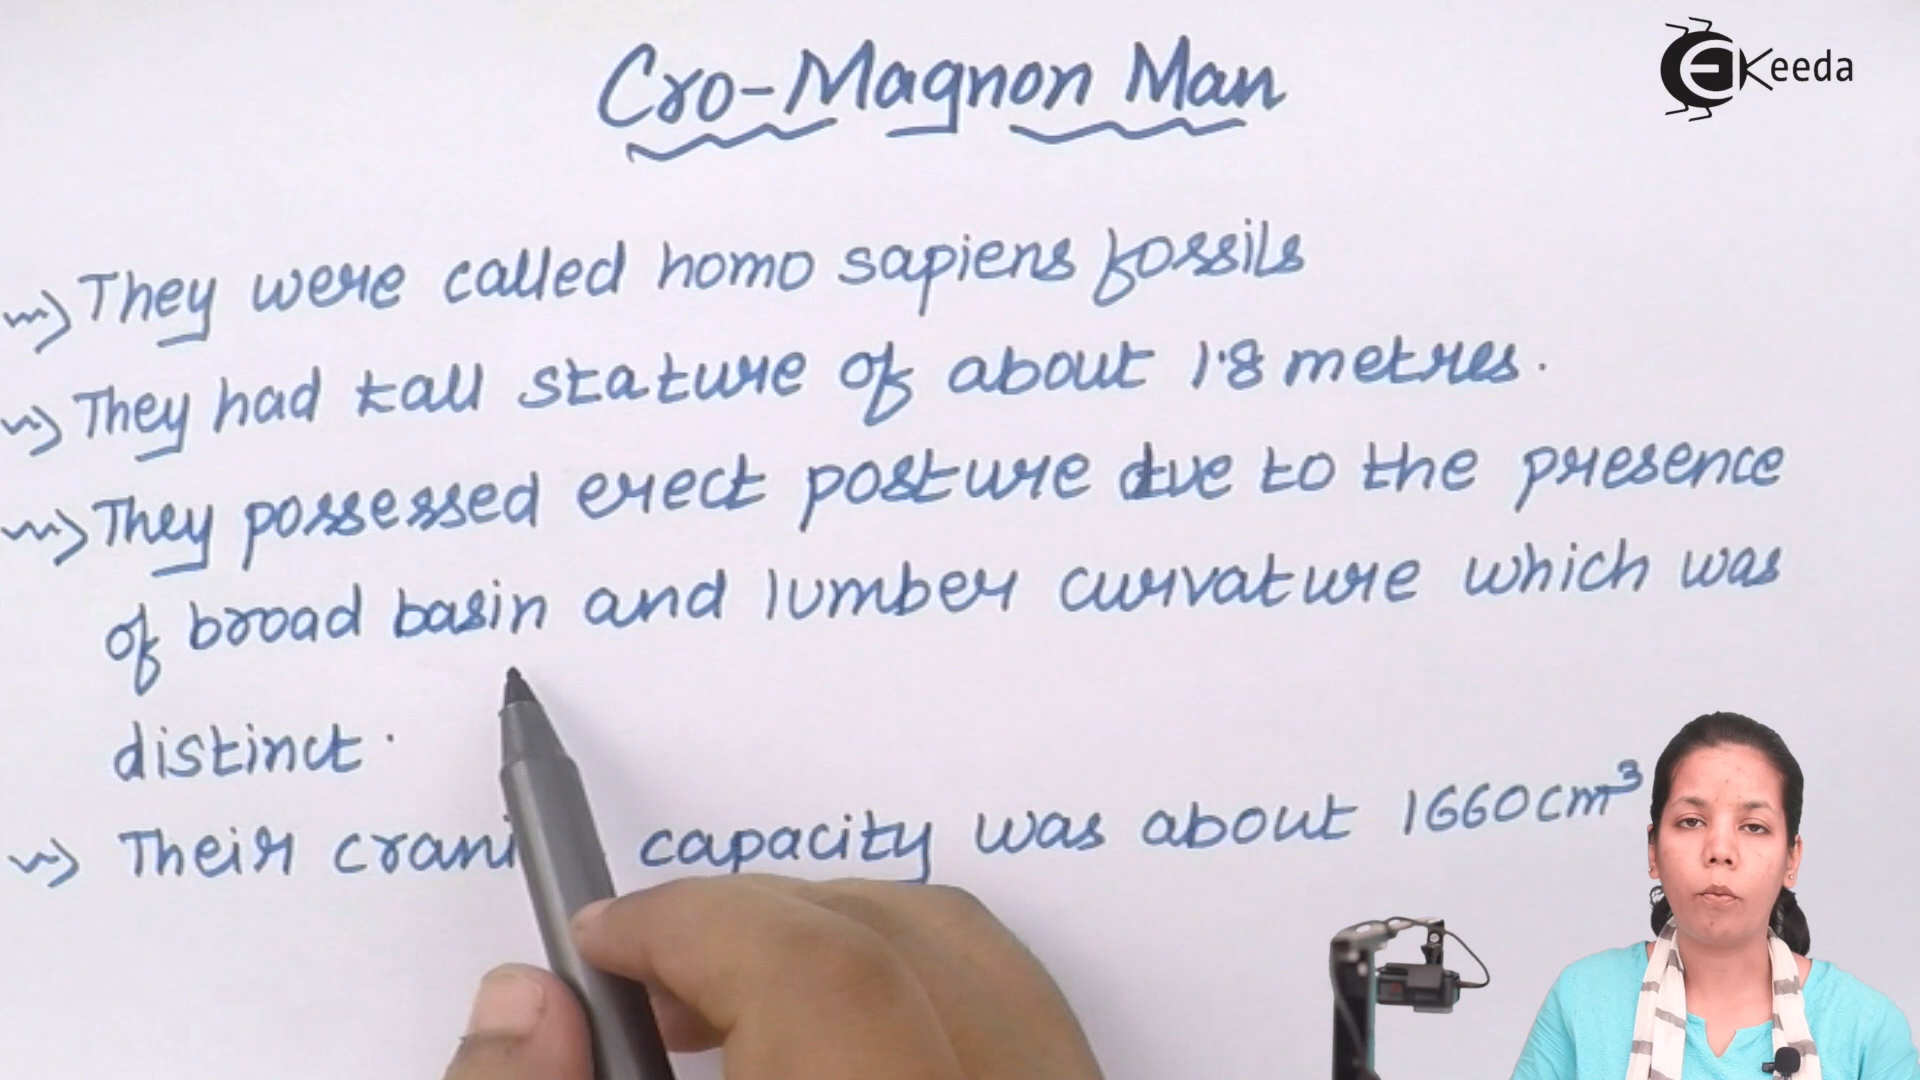 Cro-Magnon Man
EKeeda
They were called homo sapiens fossils
They had tall stature of about 1.8 metres.
They possessed erect posture due to the presence
of broad basin and lumber curvature which was
distinct.
Their crani capacity was about 1660cm³